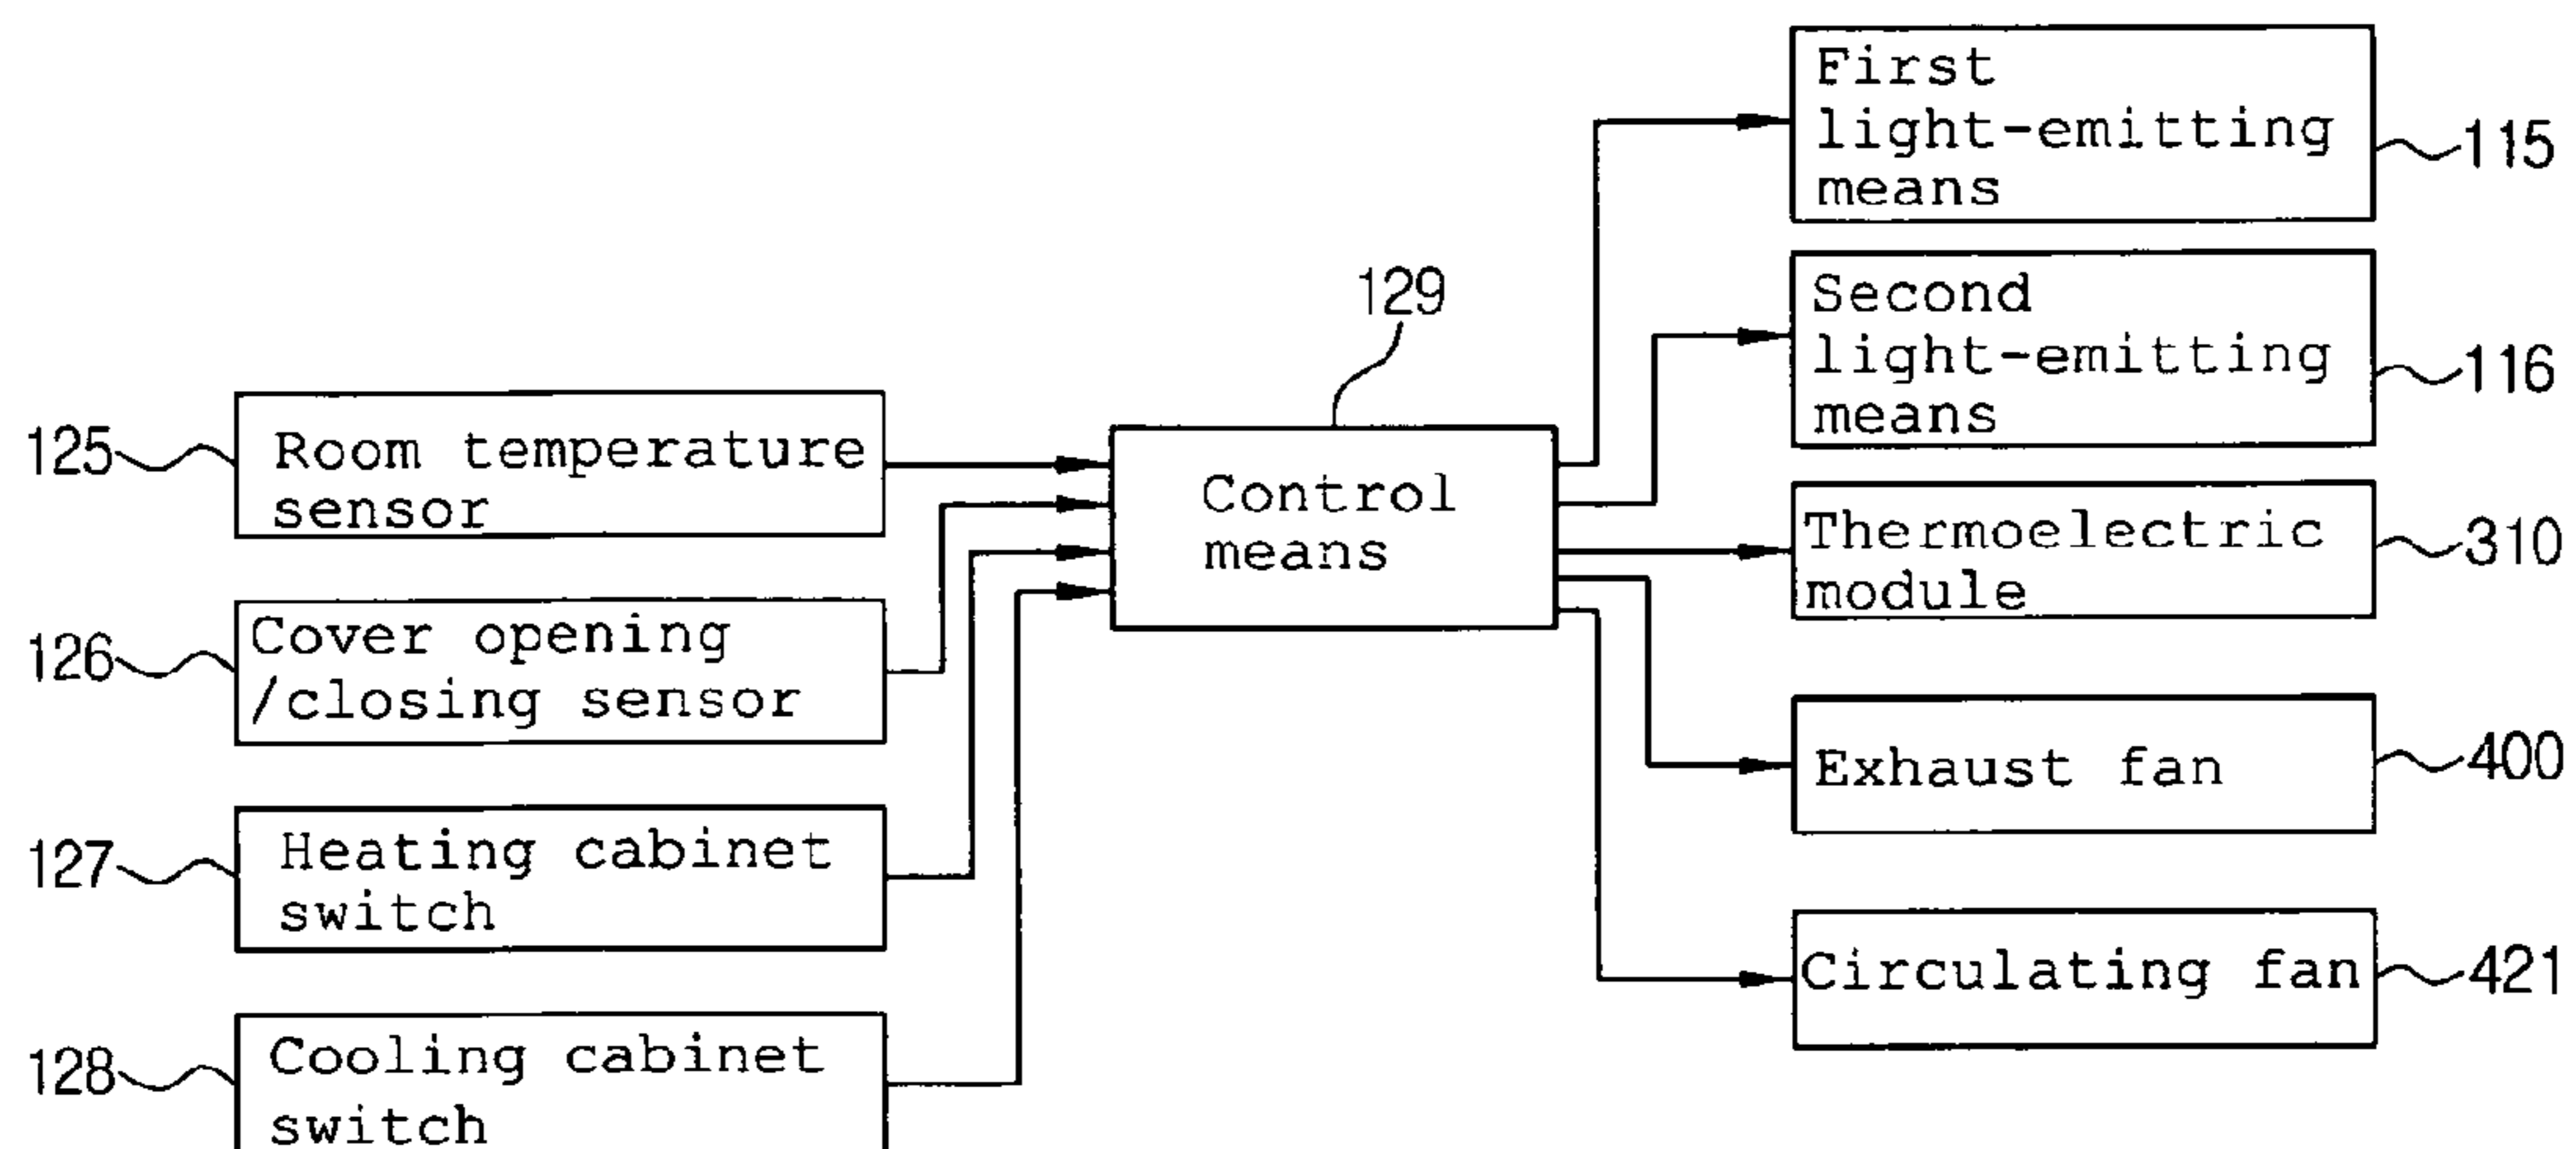 125
Room temperature
sensor
126
Cover opening
/closing sensor
127
Heating cabinet
switch
128
Cooling cabinet
switch
129
Control
means
First
light-emitting
means
115
Second
light-emitting
means
116
Thermoelectric
module
310
Exhaust fan
400
Circulating fan
421